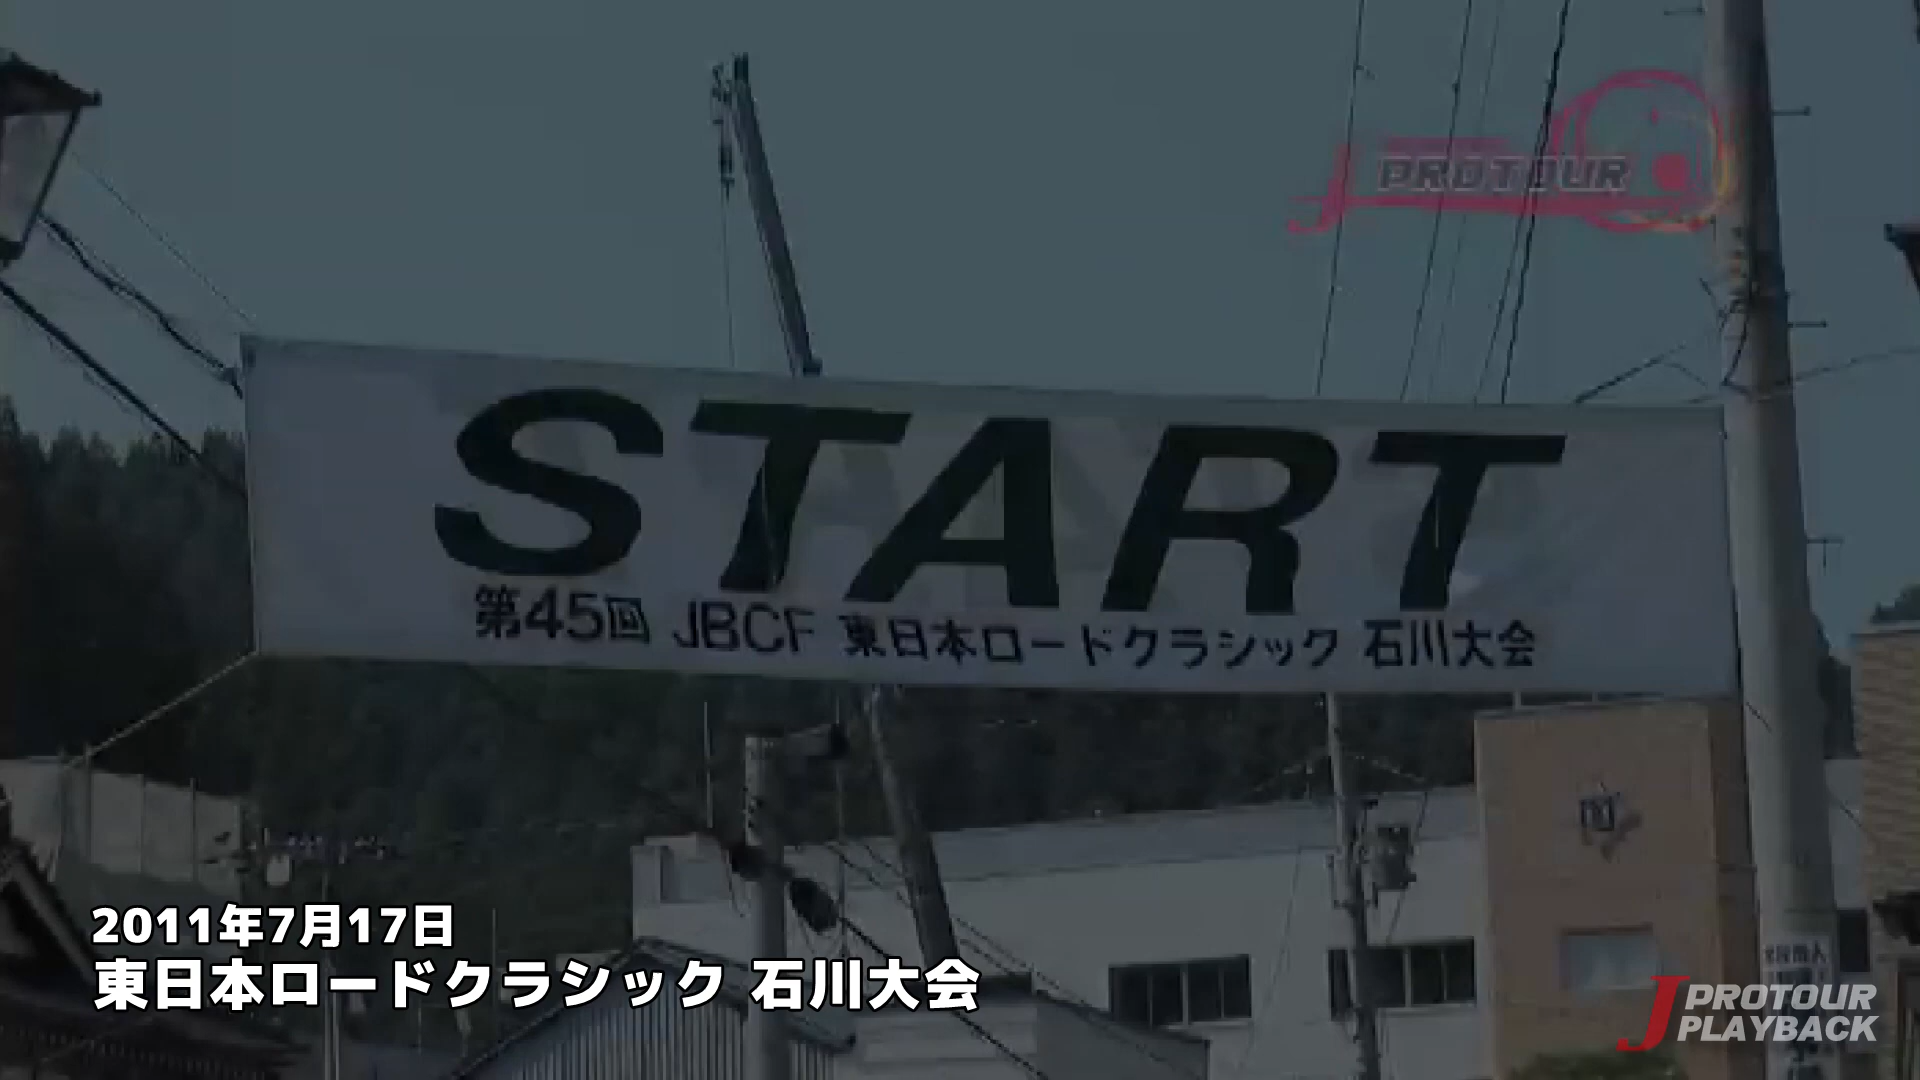 J PROTOUR
START
第45回 JBCF 東日本ロードクラシック 石川大会
2011年7月17日
東日本ロードクラシック 石川大会
J PROTOUR
PLAYBACK